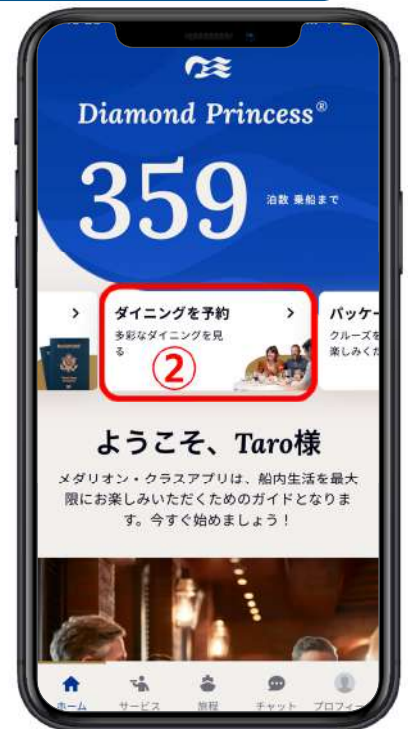 Diamond Princess®
359
泊数 乗船まで
ダイニングを予約
多彩なダイニングを見
る
②
パッケー
クルーズを
楽しみくだ
ようこそ、Taro様
メダリオン・クラスアプリは、船内生活を最大
限にお楽しみいただくためのガイドとなりま
す。今すぐ始めましょう！
ホーム
サービス
旅程
チャット
プロフィー